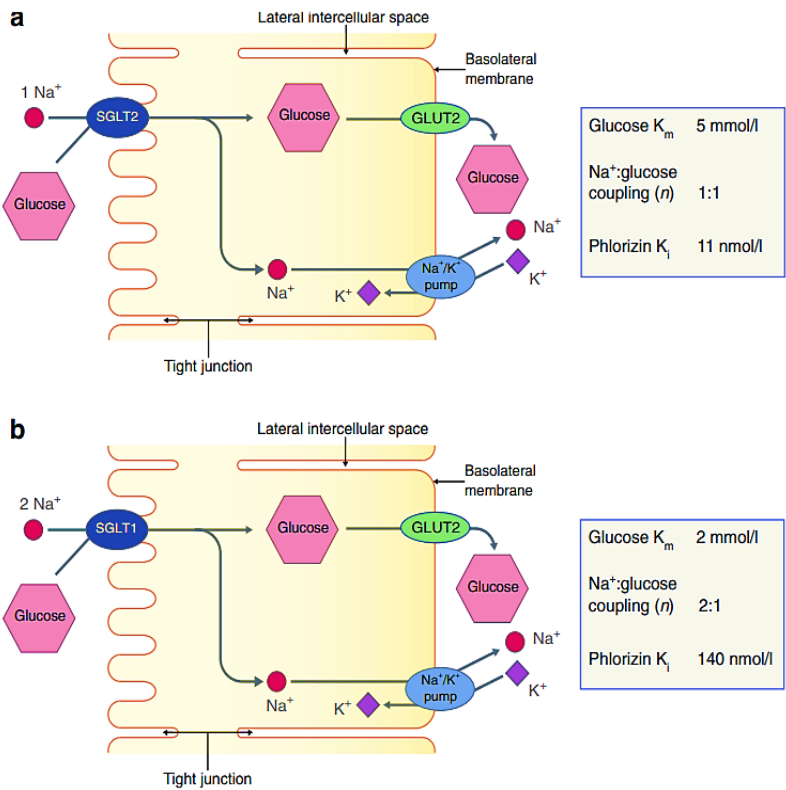 a
Lateral intercellular space
Basolateral
membrane
1 Na⁺
SGLT2
Glucose
GLUT2
Glucose
Glucose
Na⁺
Na⁺/K⁺
pump
K⁺
Na⁺
K⁺
Tight junction
Glucose Kₘ 5 mmol/l
Na⁺:glucose
coupling (n) 1:1
Phlorizin Kᵢ 11 nmol/l
b
Lateral intercellular space
Basolateral
membrane
2 Na⁺
SGLT1
Glucose
GLUT2
Glucose
Glucose
Na⁺
Na⁺/K⁺
pump
K⁺
Na⁺
K⁺
Tight junction
Glucose Kₘ 2 mmol/l
Na⁺:glucose
coupling (n) 2:1
Phlorizin Kᵢ 140 nmol/l